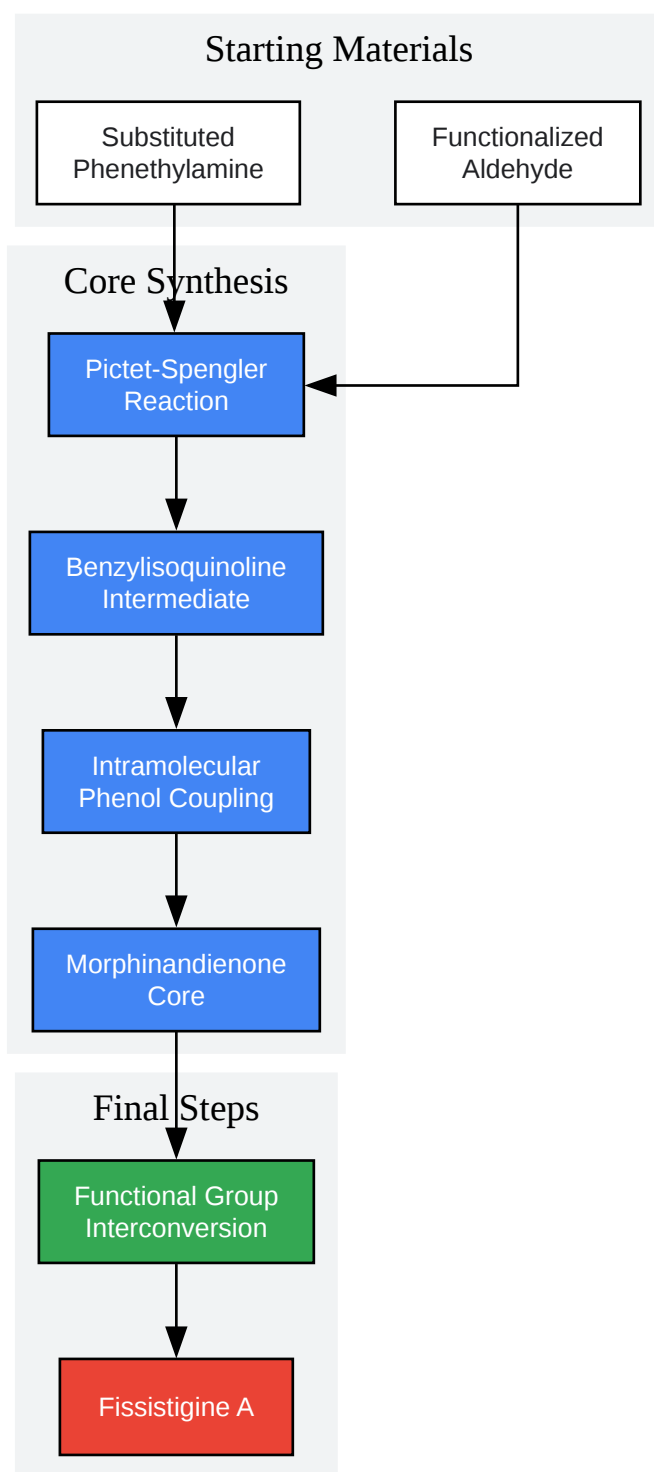 Starting Materials
Substituted
Phenethylamine
Functionalized
Aldehyde
Core Synthesis
Pictet-Spengler
Reaction
Benzylisoquinoline
Intermediate
Intramolecular
Phenol Coupling
Morphinandienone
Core
Final Steps
Functional Group
Interconversion
Fissistigine A